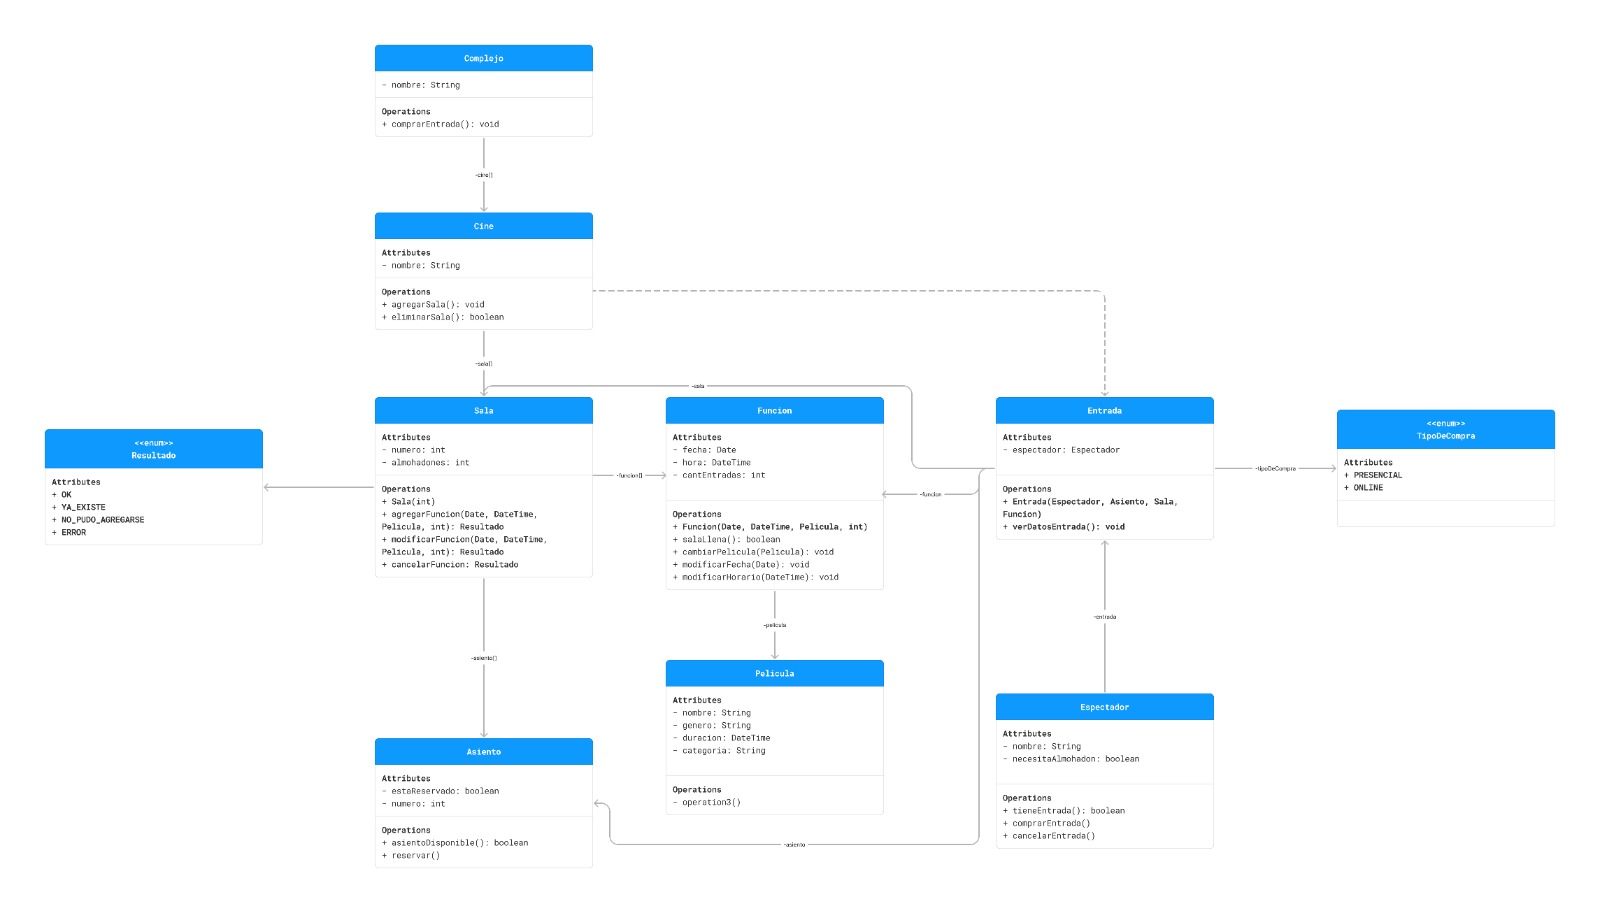 Complejo
- nombre: String
Operations
+ comprarEntrada(): void
-cine[]
Cine
Attributes
- nombre: String
Operations
+ agregarSala(): void
+ eliminarSala(): boolean
-sala[]
-sala
<<enum>>
Resultado
Attributes
+ OK
+ YA_EXISTE
+ NO_PUDO_AGREGARSE
+ ERROR
Sala
Attributes
- numero: int
- almohadones: int
Operations
+ Sala(int)
+ agregarFuncion(Date, DateTime,
Pelicula, int): Resultado
+ modificarFuncion(Date, DateTime,
Pelicula, int): Resultado
+ cancelarFuncion: Resultado
-funcion[]
Funcion
Attributes
- fecha: Date
- hora: DateTime
- cantEntradas: int
Operations
+ Funcion(Date, DateTime, Pelicula, int)
+ salaLlena(): boolean
+ cambiarPelicula(Pelicula): void
+ modificarFecha(Date): void
+ modificarHorario(DateTime): void
-funcion
Entrada
Attributes
- espectador: Espectador
Operations
+ Entrada(Espectador, Asiento, Sala,
Funcion)
+ verDatosEntrada(): void
-tipoDeCompra
<<enum>>
TipoDeCompra
Attributes
+ PRESENCIAL
+ ONLINE
-asiento[]
-pelicula
-entrada
Asiento
Attributes
- estaReservado: boolean
- numero: int
Operations
+ asientoDisponible(): boolean
+ reservar()
Pelicula
Attributes
- nombre: String
- genero: String
- duracion: DateTime
- categoria: String
Operations
- operation3()
-asiento
Espectador
Attributes
- nombre: String
- necesitaAlmohadon: boolean
Operations
+ tieneEntrada(): boolean
+ comprarEntrada()
+ cancelarEntrada()